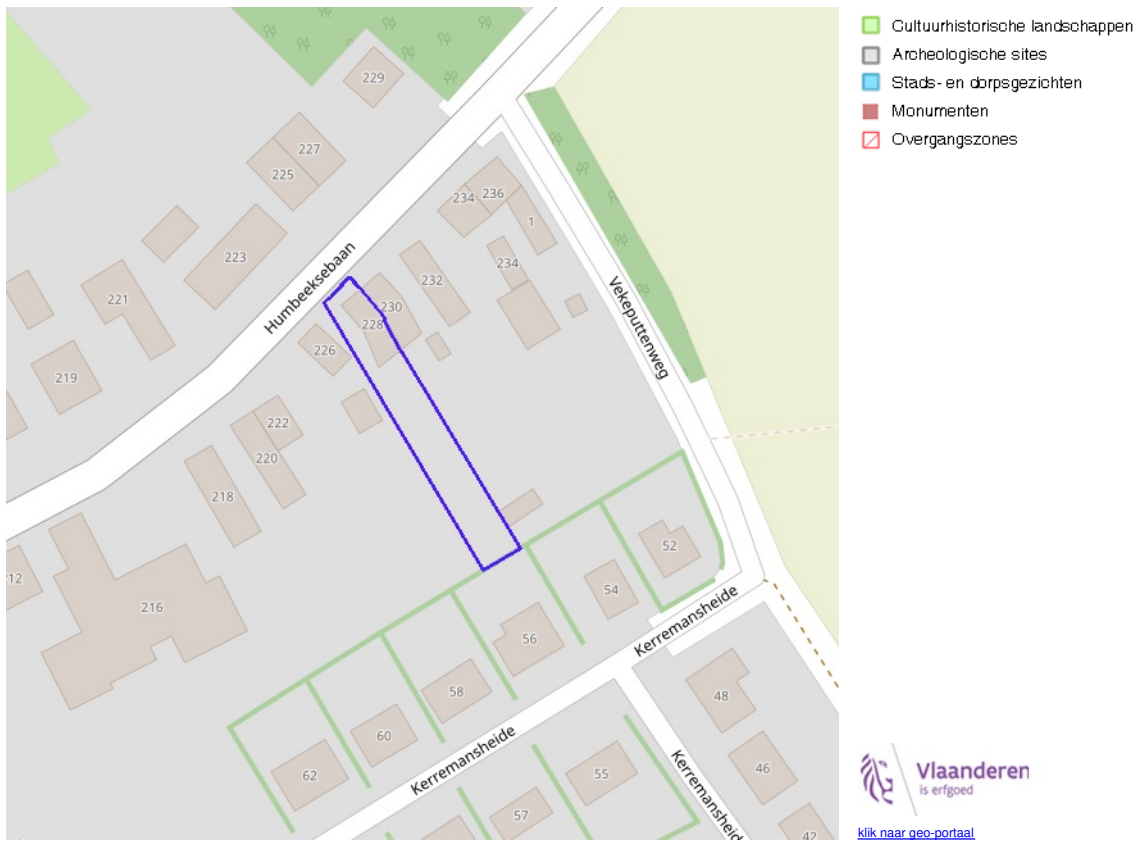 229
227
225
234 236
1
223
234
232
221
Humbeeksebaan
230
228
226
Vekeputtenweg
219
222
220
218
212
216
52
54
Kerremansheide
56
58
60
62
48
46
55
57
Kerremansheide
Kerremansheid
42
Cultuurhistorische landschappen
Archeologische sites
Stads- en dorpsgezichten
Monumenten
Overgangszones
Vlaanderen
is erfgoed
klik naar geo-portaal